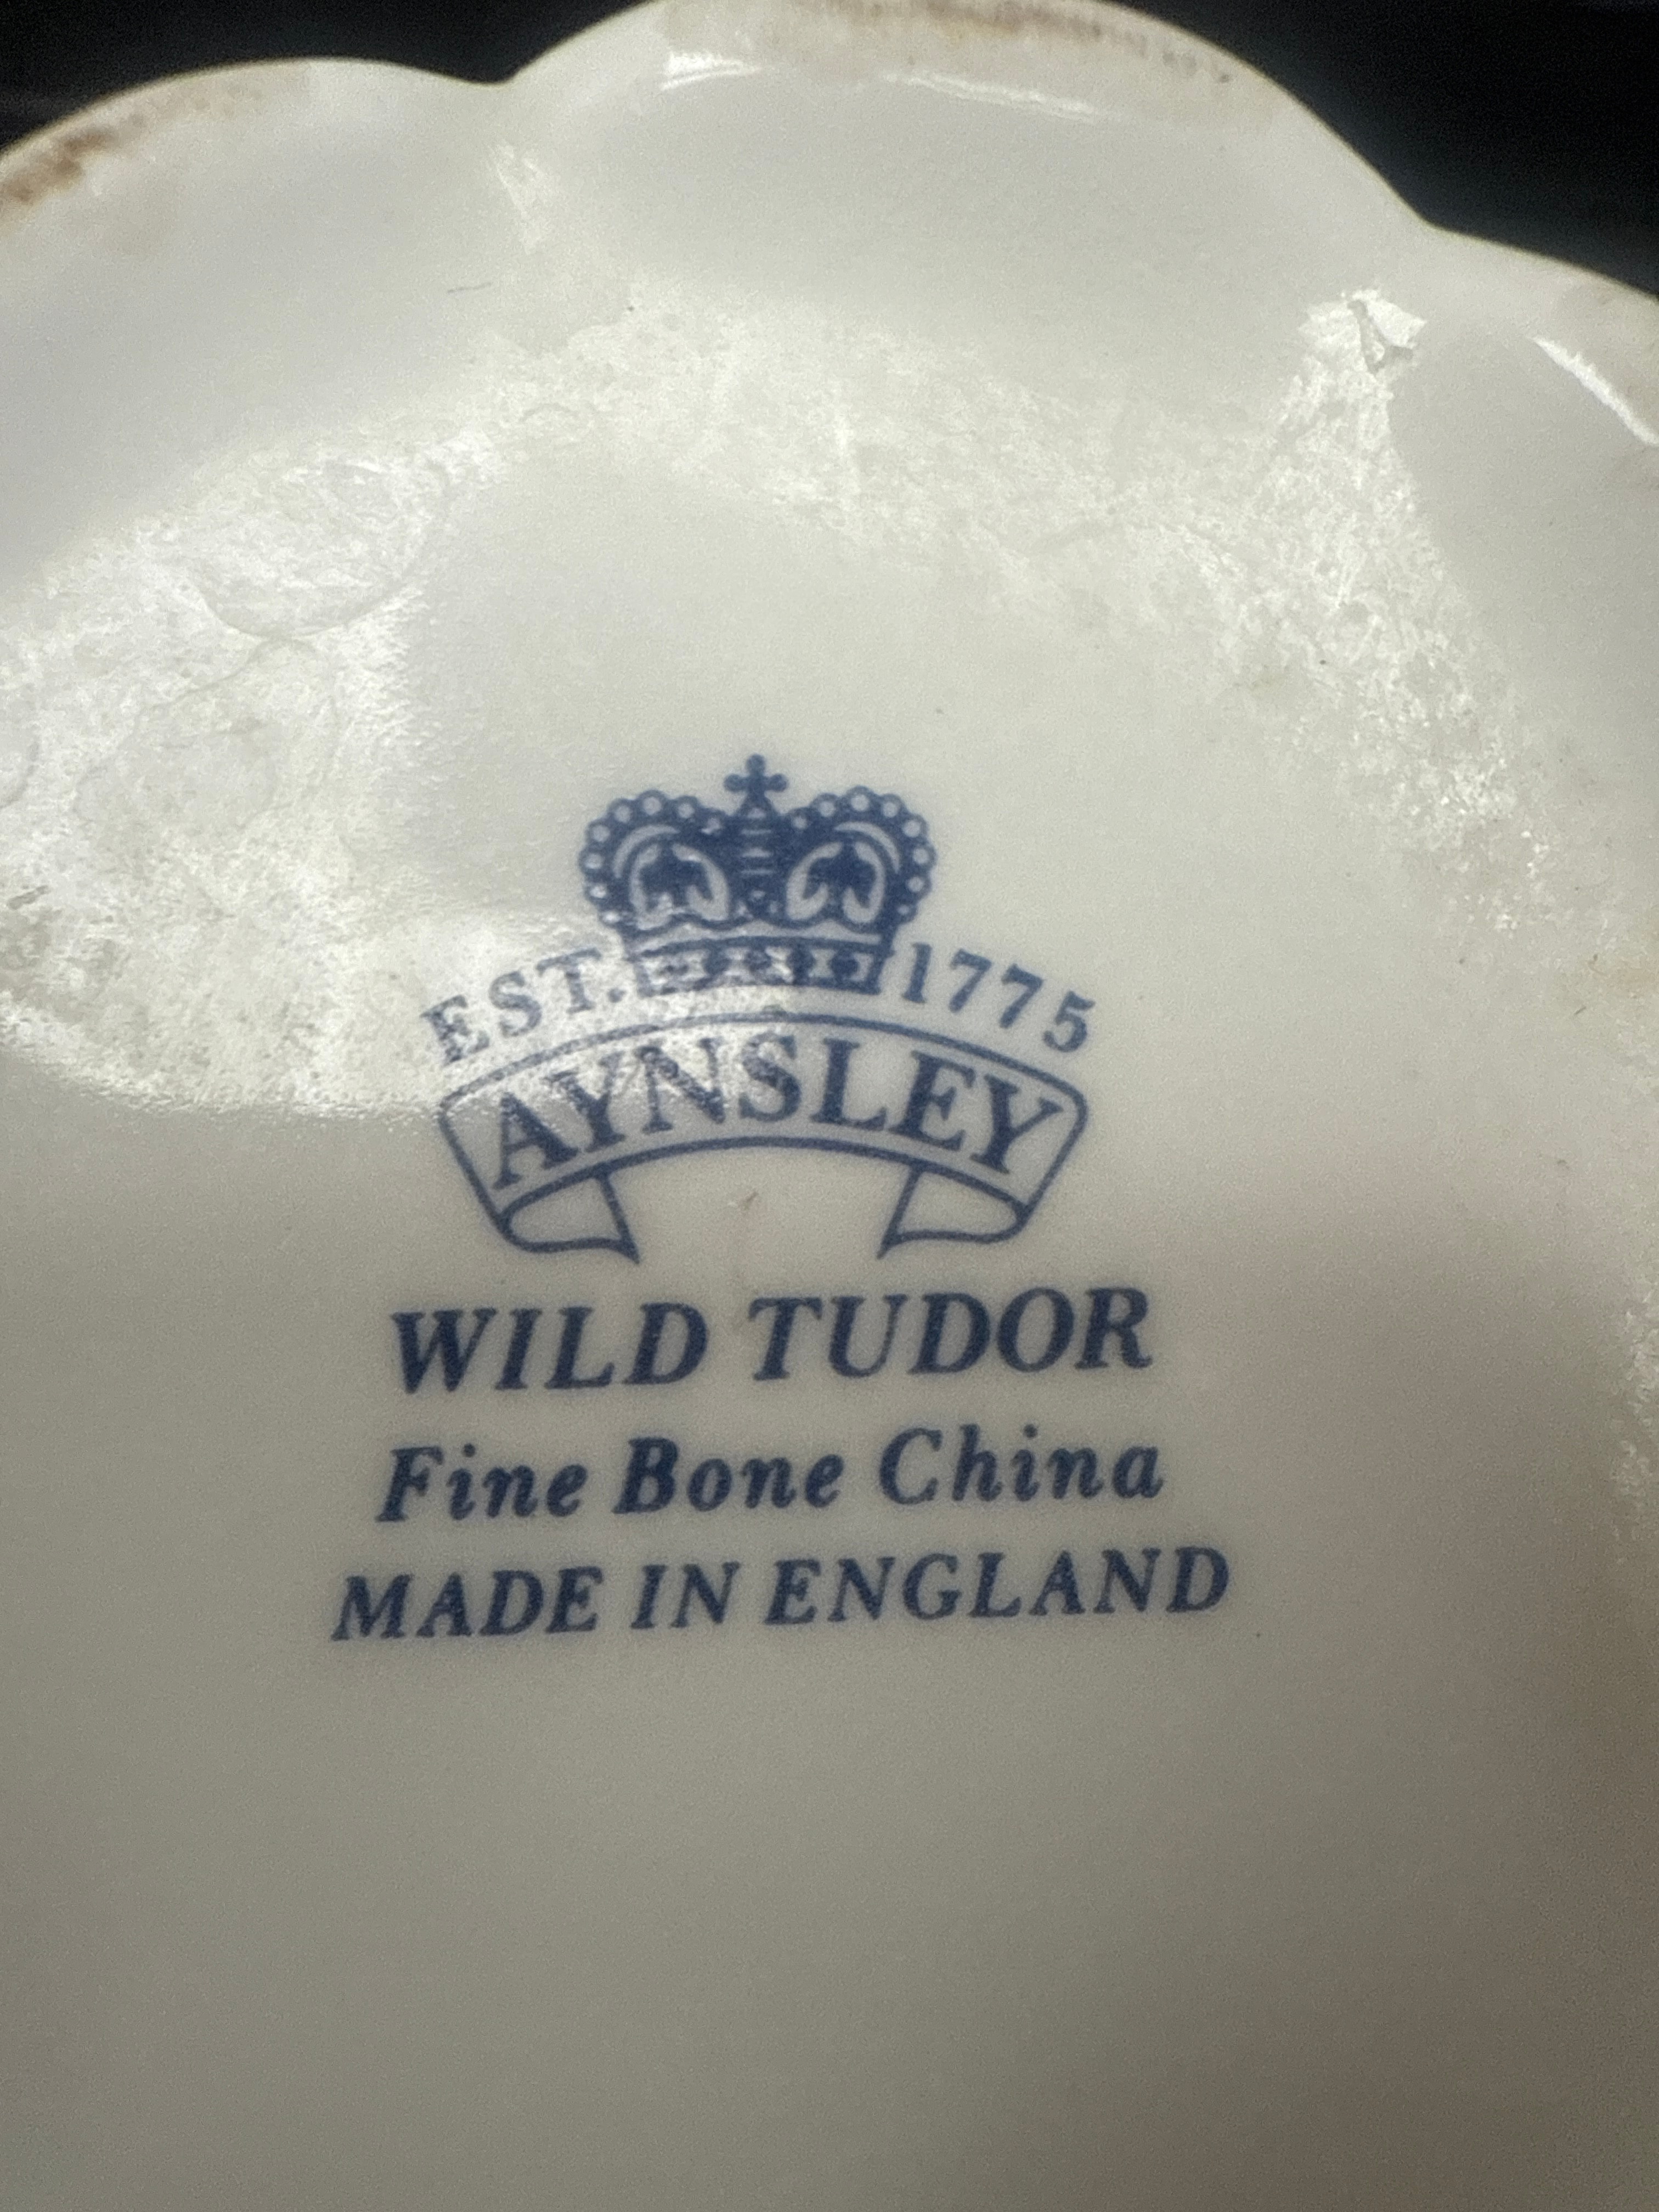 EST. 1775
AYNSLEY
WILD TUDOR
Fine Bone China
MADE IN ENGLAND